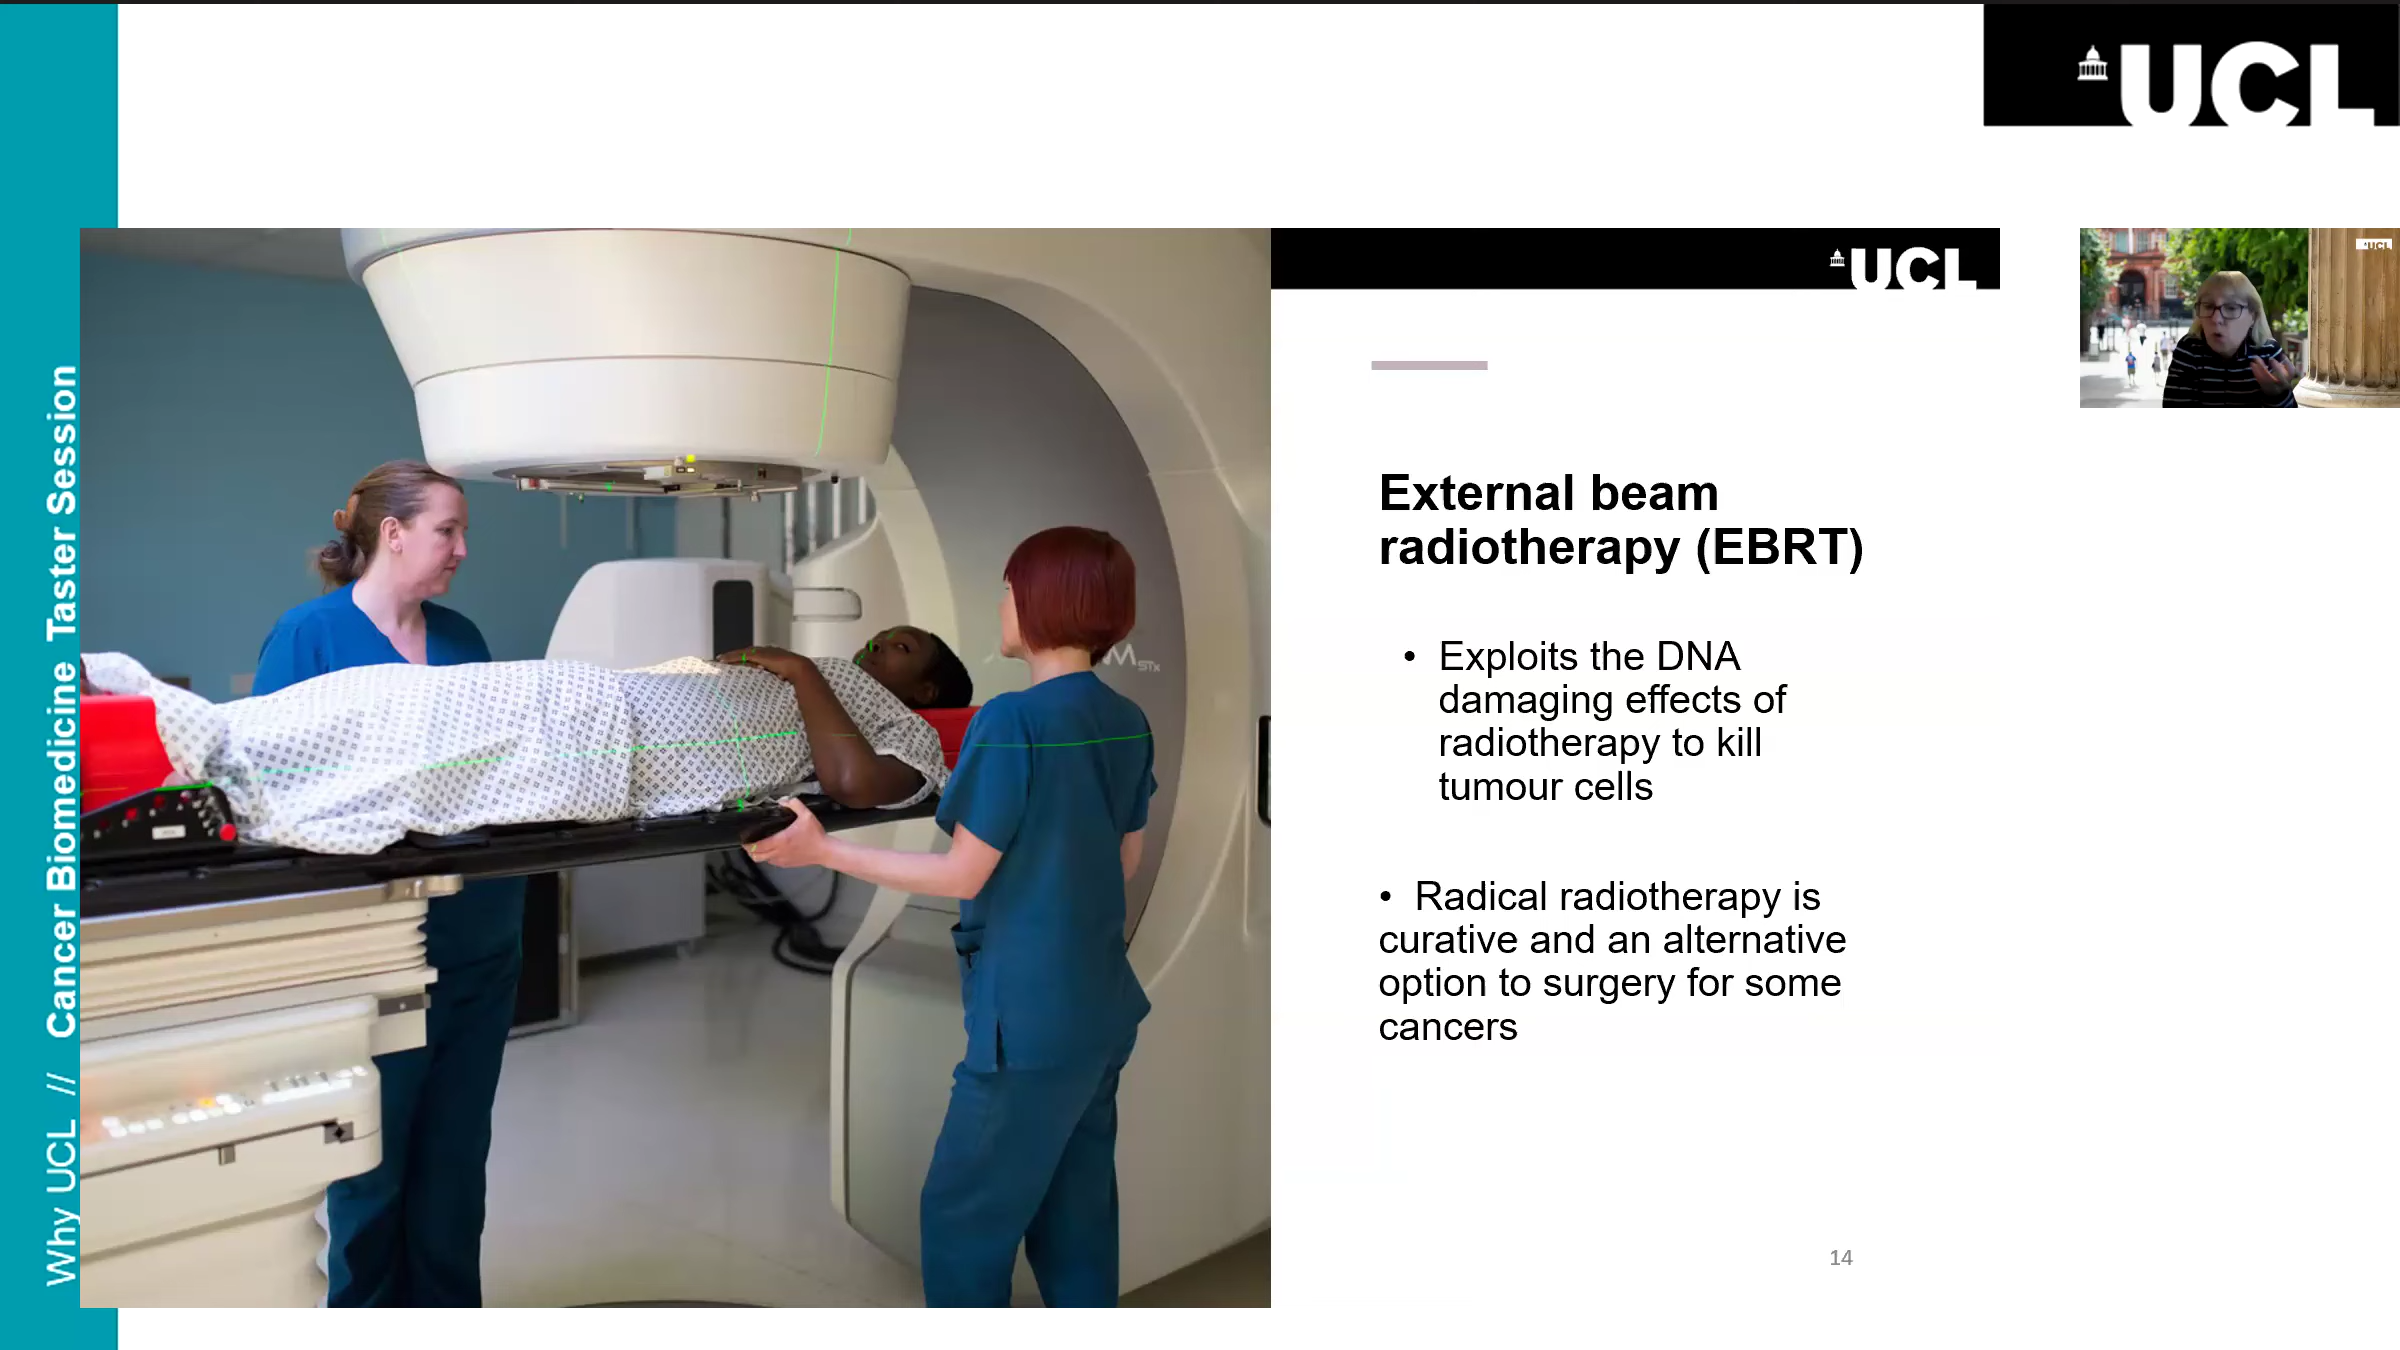 UCL
Why UCL // Cancer Biomedicine Taster Session
UCL
UCL
External beam
radiotherapy (EBRT)
• Exploits the DNA
damaging effects of
radiotherapy to kill
tumour cells
• Radical radiotherapy is
curative and an alternative
option to surgery for some
cancers
14
STx